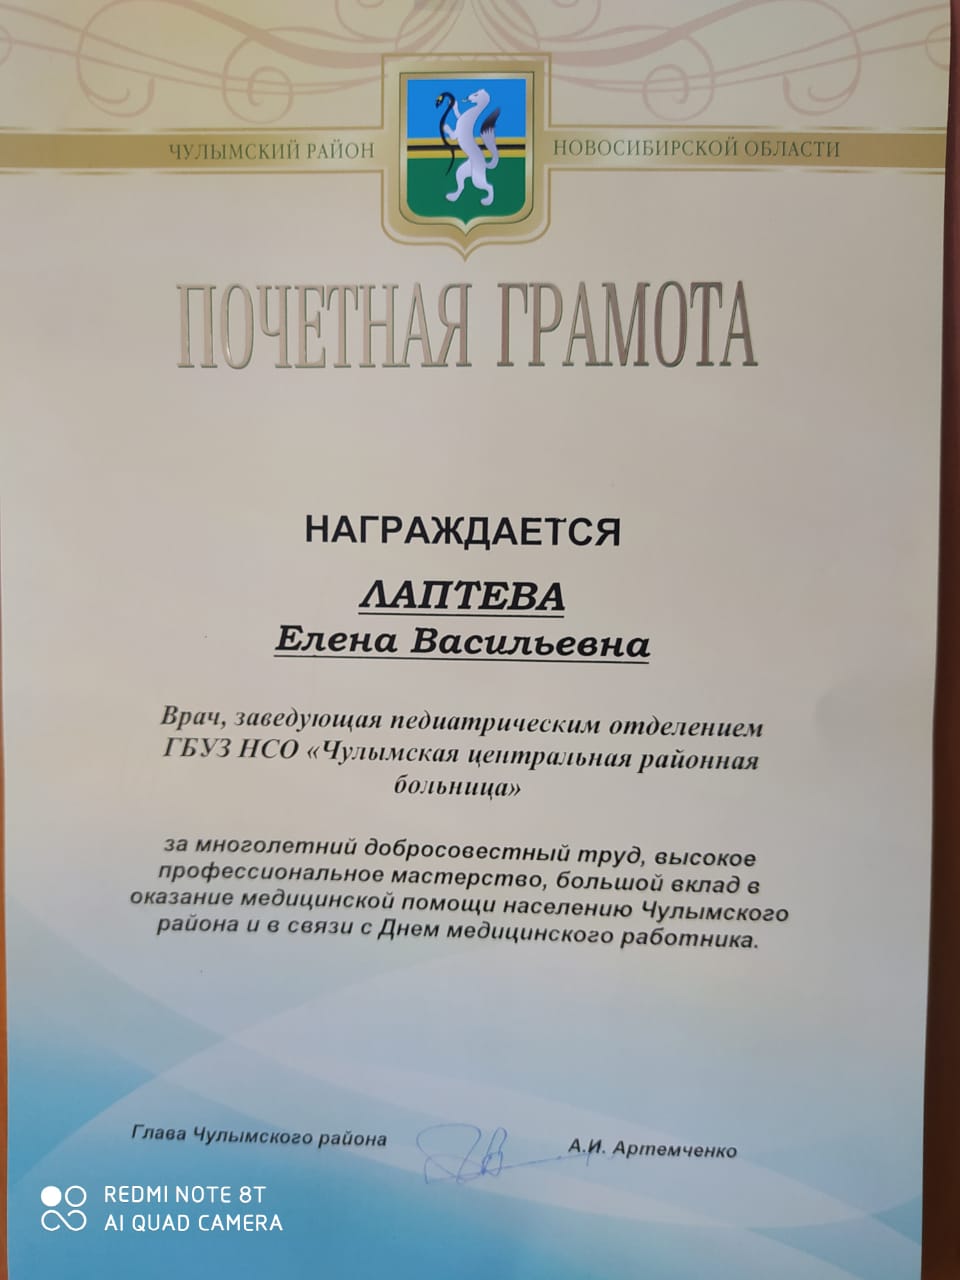 ЧУЛЫМСКИЙ РАЙОН НОВОСИБИРСКОЙ ОБЛАСТИ
ПОЧЕТНАЯ ГРАМОТА
НАГРАЖДАЕТСЯ
ЛАПТЕВА
Елена Васильевна
Врач, заведующая педиатрическим отделением
ГБУЗ НСО «Чулымская центральная районная
больница»
за многолетний добросовестный труд, высокое
профессиональное мастерство, большой вклад в
оказание медицинской помощи населению Чулымского
района и в связи с Днем медицинского работника.
Глава Чулымского района А.И. Артемченко
REDMI NOTE 8T
AI QUAD CAMERA